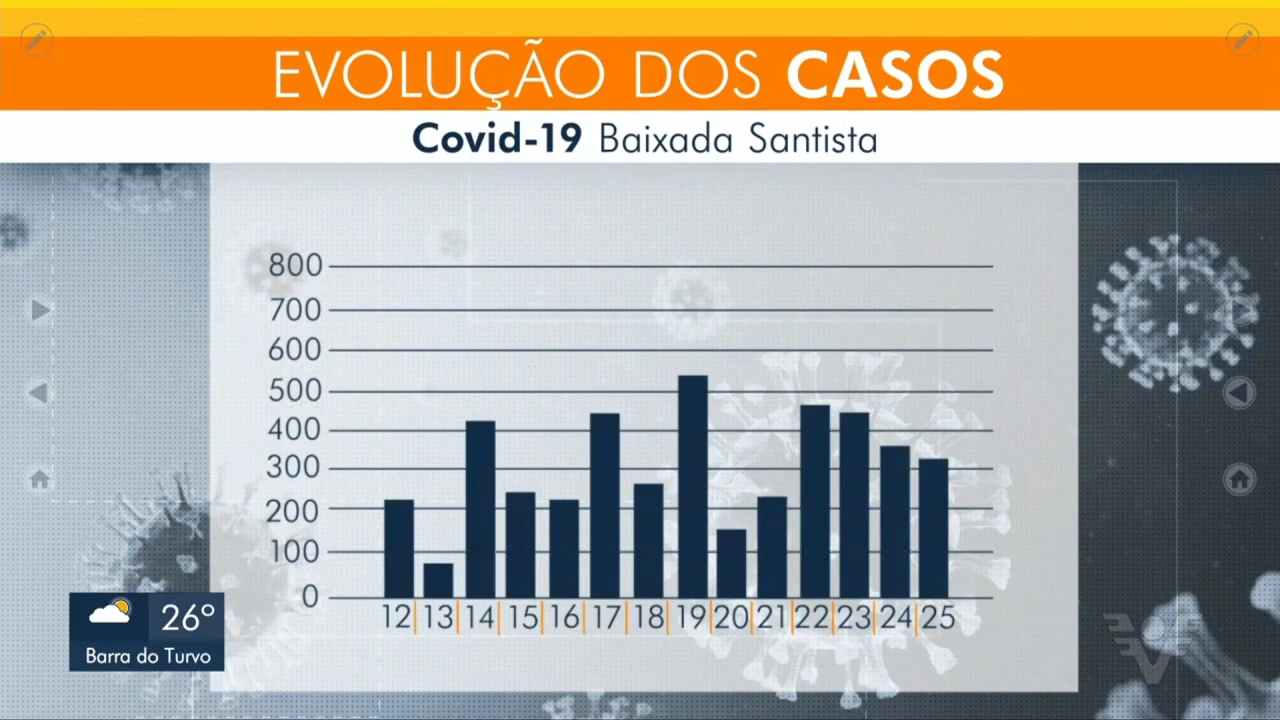 EVOLUÇÃO DOS CASOS
Covid-19 Baixada Santista
800
700
600
500
400
300
200
100
0
12 13 14 15 16 17 18 19 20 21 22 23 24 25
26°
Barra do Turvo